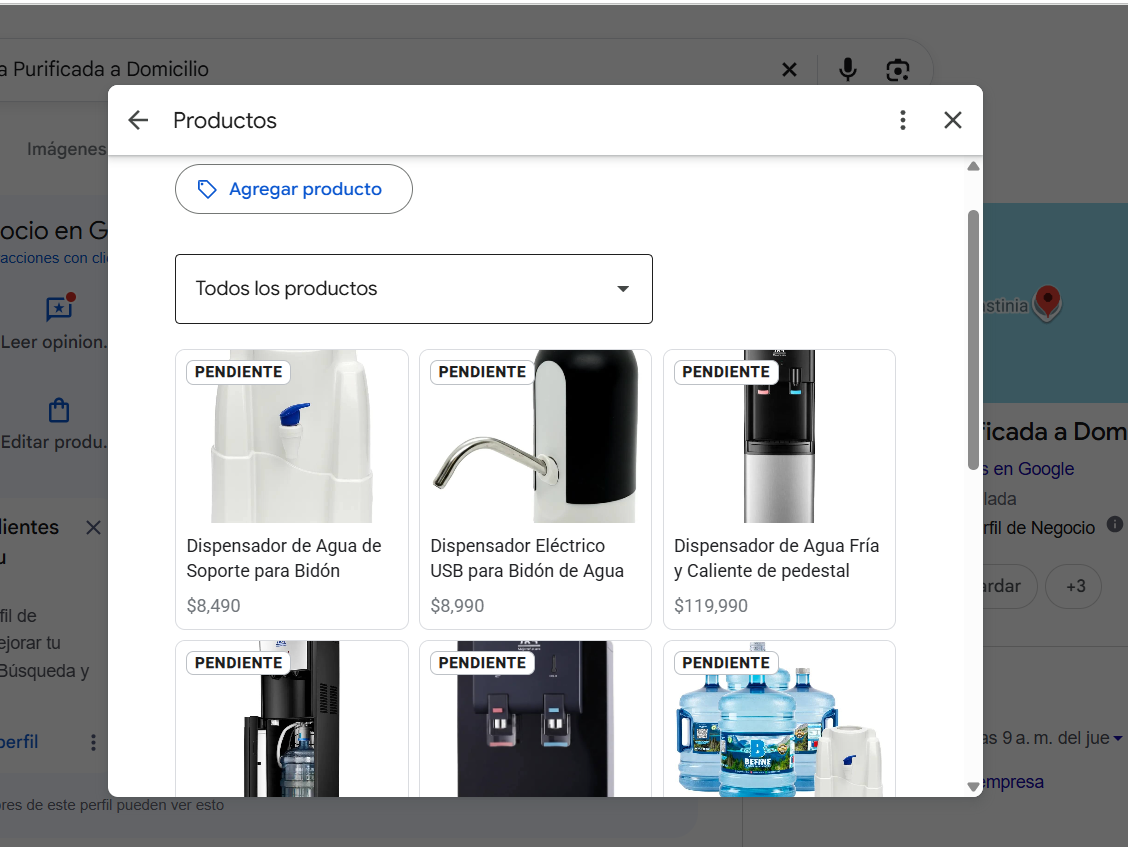 a Purificada a Domicilio
Productos
Imágenes
Agregar producto
ocio en G
acciones con cli
Todos los productos
stinia
Leer opinion.
PENDIENTE
PENDIENTE
PENDIENTE
Editar produ.
ficada a Dom
s en Google
lada
rfil de Negocio
ientes
Dispensador de Agua de
Soporte para Bidón
$8,490
Dispensador Eléctrico
USB para Bidón de Agua
$8,990
Dispensador de Agua Fría
y Caliente de pedestal
$119,990
u
ardar
+3
fil de
ejorar tu
Búsqueda y
PENDIENTE
PENDIENTE
PENDIENTE
B
BEFINE
perfil
as 9 a. m. del jue
empresa
ores de este perfil pueden ver esto